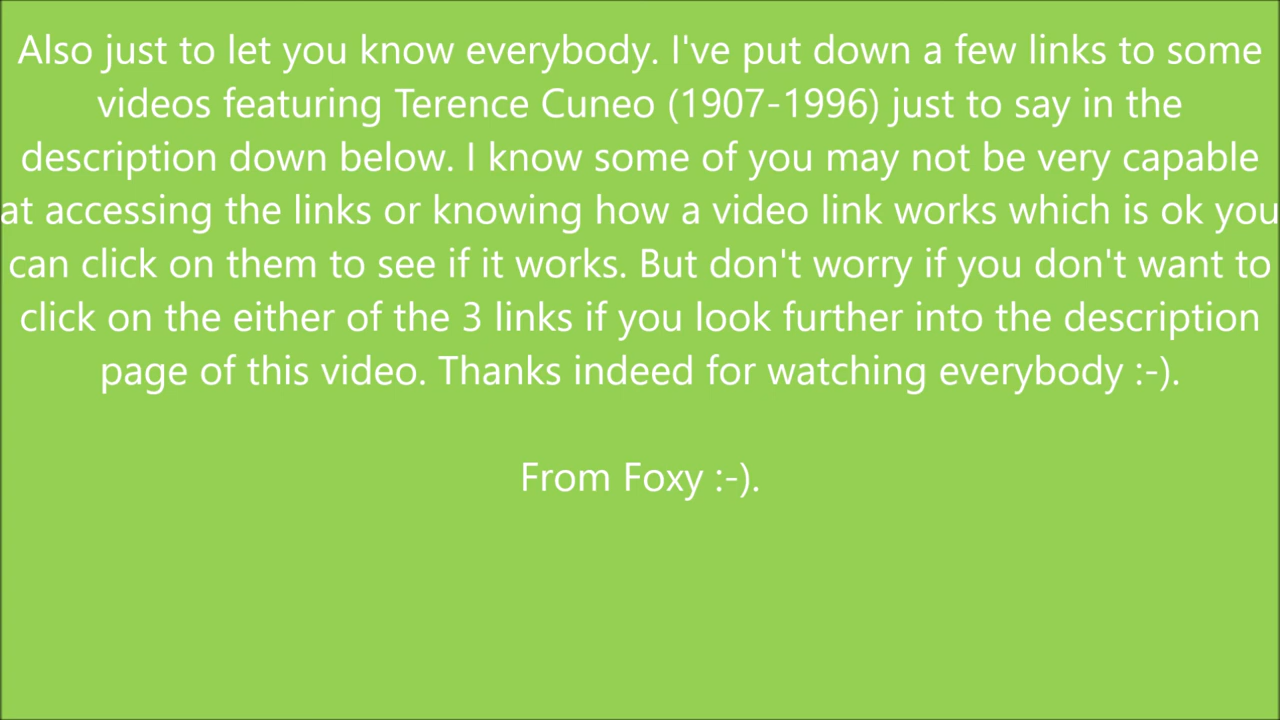 Also just to let you know everybody. I've put down a few links to some
videos featuring Terence Cuneo (1907-1996) just to say in the
description down below. I know some of you may not be very capable
at accessing the links or knowing how a video link works which is ok you
can click on them to see if it works. But don't worry if you don't want to
click on the either of the 3 links if you look further into the description
page of this video. Thanks indeed for watching everybody :-).
From Foxy :-).